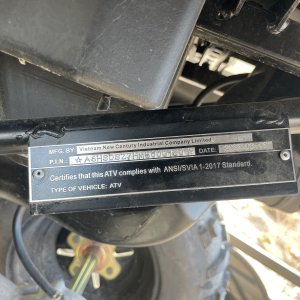 MFG. BY Vietnam New Century Industrial Company Limited
P.I.N.: DATE:
Certifies that this ATV complies with ANSI/SVIA 1-2017 Standard.
TYPE OF VEHICLE: ATV